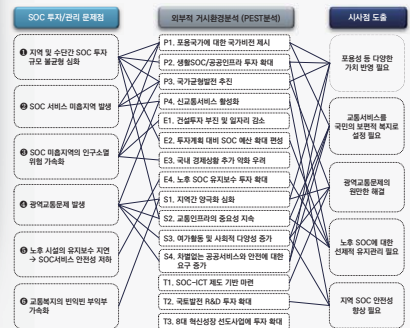 SOC 투자/관리 문제점
외부적 거시환경분석 (PEST분석)
시사점 도출
❶ 지역 및 수단간 SOC 투자
규모 불균형 심화
❷ SOC 서비스 미흡지역 발생
❸ SOC 미흡지역의 인구소멸
위험 가속화
❹ 광역교통문제 발생
❺ 노후 시설의 유지보수 지연
→ SOC서비스 안전성 저하
❻ 교통복지의 빈익빈 부익부
가속화
P1. 포용국가에 대한 국가비전 제시
P2. 생활SOC/공공인프라 투자 확대
P3. 국가균형발전 추진
P4. 신교통서비스 활성화
E1. 건설투자 부진 및 일자리 감소
E2. 투자계획 대비 SOC 예산 확대 편성
E3. 국내 경제상황 추가 악화 우려
E4. 노후 SOC 유지보수 투자 확대
S1. 지역간 양극화 심화
S2. 교통인프라의 중요성 지속
S3. 여가활동 및 사회적 다양성 증가
S4. 차별없는 공공서비스와 안전에 대한
요구 증가
T1. SOC-ICT 제도 기반 마련
T2. 국토발전 R&D 투자 확대
T3. 8대 혁신성장 선도사업에 투자 확대
포용성 등 다양한
가치 반영 필요
교통서비스를
국민의 보편적 복지로
설정 필요
광역교통문제의
원만한 해결
노후 SOC에 대한
선제적 유지관리 필요
지역 SOC 안전성
향상 필요